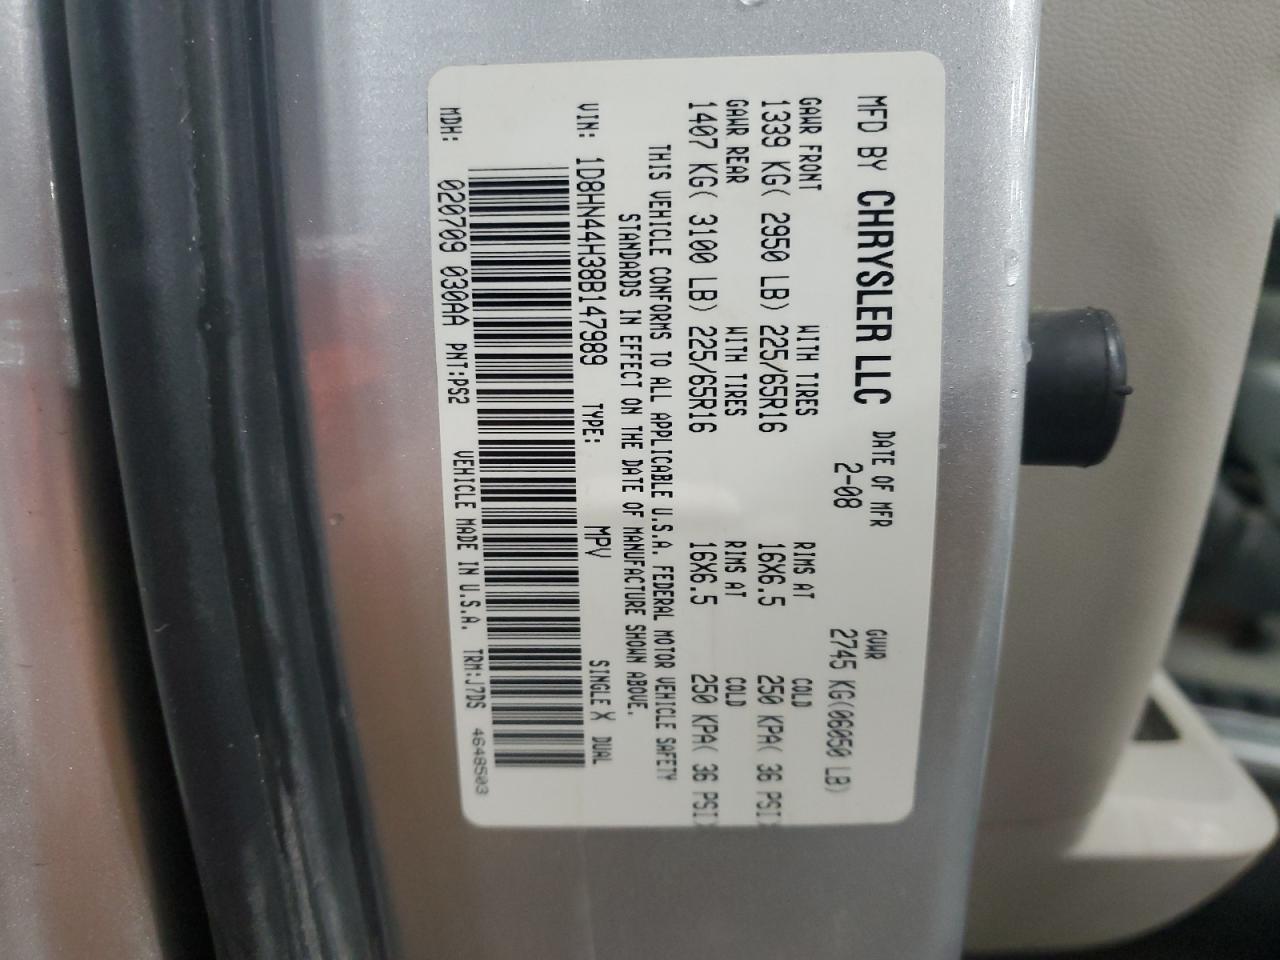 MFD BY CHRYSLER LLC DATE OF MFR GVWR
2-08 2745 KG(06050 LB)
GAWR FRONT WITH TIRES RIMS AT COLD
1339 KG( 2950 LB) 225/65R16 16X6.5 250 KPA( 36 PSI)
GAWR REAR WITH TIRES RIMS AT COLD
1407 KG( 3100 LB) 225/65R16 16X6.5 250 KPA( 36 PSI)
THIS VEHICLE CONFORMS TO ALL APPLICABLE U.S.A. FEDERAL MOTOR VEHICLE SAFETY
STANDARDS IN EFFECT ON THE DATE OF MANUFACTURE SHOWN ABOVE.
VIN: 1D8HN44H38B147989 TYPE: MPV SINGLE X DUAL
MDH: 020709 030AA PNT:PS2 VEHICLE MADE IN U.S.A. TRM:J7DS 4648503